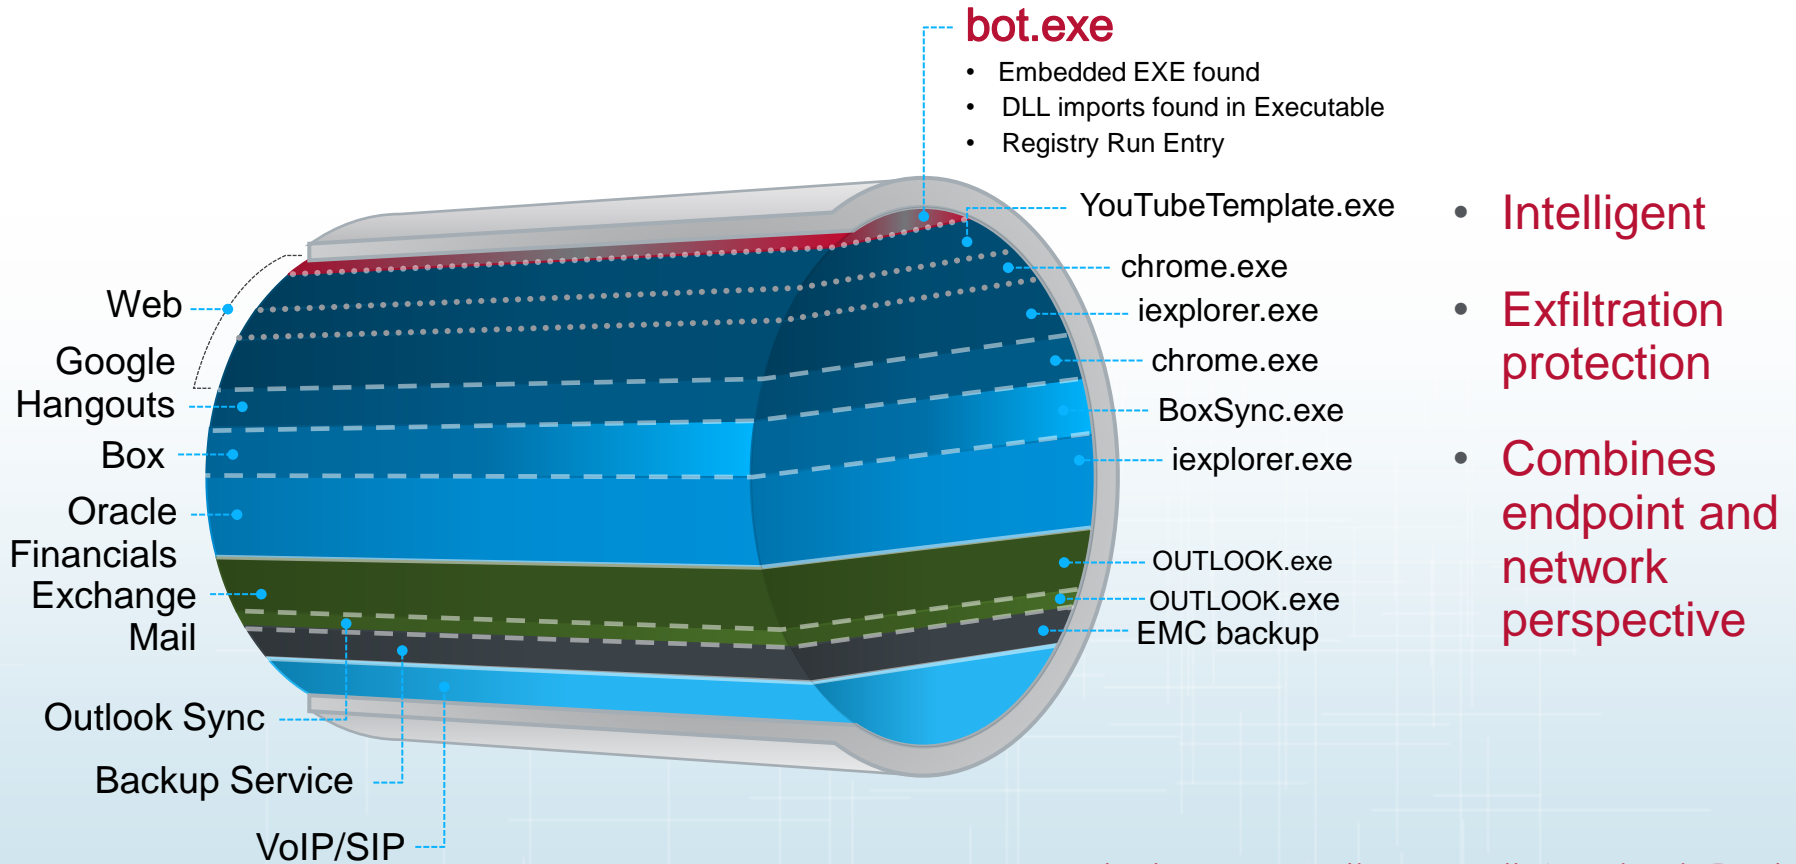 bot.exe
• Embedded EXE found
• DLL imports found in Executable
• Registry Run Entry
YouTubeTemplate.exe
chrome.exe
iexplorer.exe
chrome.exe
BoxSync.exe
iexplorer.exe
OUTLOOK.exe
OUTLOOK.exe
EMC backup
Web
Google
Hangouts
Box
Oracle
Financials
Exchange
Mail
Outlook Sync
Backup Service
VoIP/SIP
• Intelligent
• Exfiltration
protection
• Combines
endpoint and
network
perspective